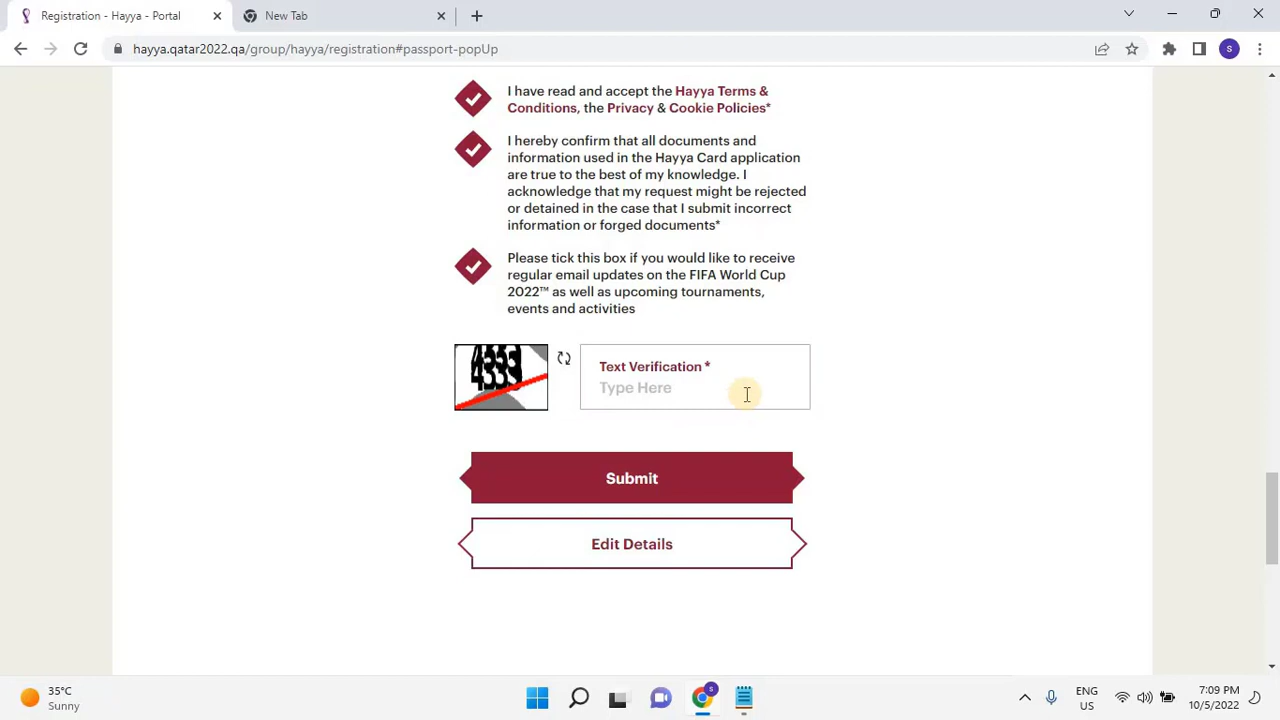 Registration - Hayya - Portal
New Tab
hayya.qatar2022.qa/group/hayya/registration#passport-popUp
S
I have read and accept the Hayya Terms &
Conditions, the Privacy & Cookie Policies*
I hereby confirm that all documents and
information used in the Hayya Card application
are true to the best of my knowledge. I
acknowledge that my request might be rejected
or detained in the case that I submit incorrect
information or forged documents*
Please tick this box if you would like to receive
regular email updates on the FIFA World Cup
2022™ as well as upcoming tournaments,
events and activities
Text Verification *
Type Here
Submit
Edit Details
35°C
Sunny
S
ENG
US
7:09 PM
10/5/2022